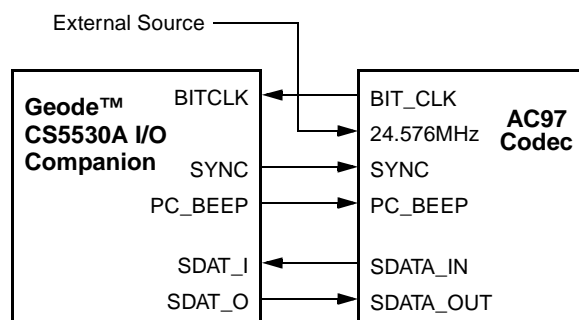 External Source
Geode™
CS5530A I/O
Companion
BITCLK
SYNC
PC_BEEP
SDAT_I
SDAT_O
BIT_CLK
24.576MHz
SYNC
PC_BEEP
SDATA_IN
SDATA_OUT
AC97
Codec